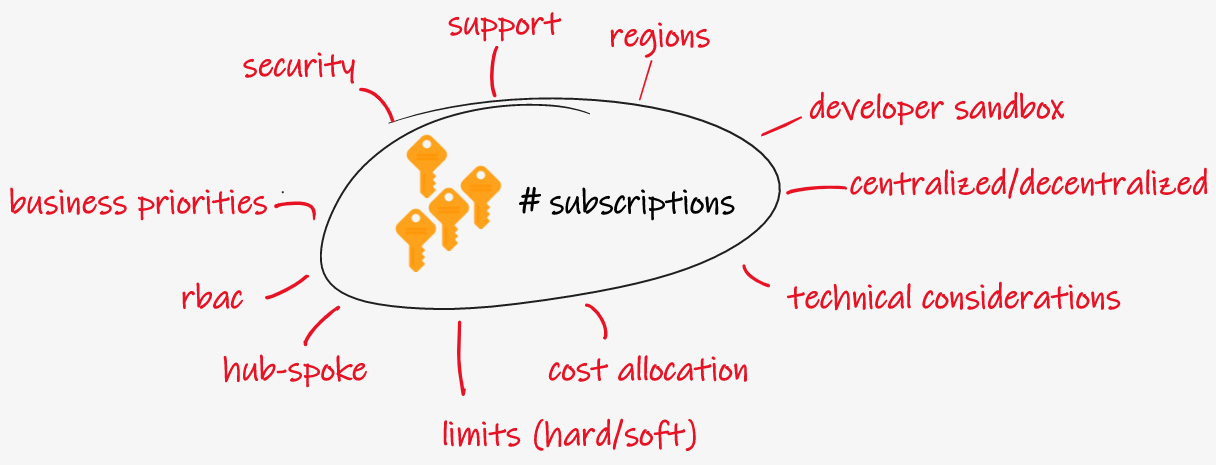 support
regions
security
developer sandbox
centralized/decentralized
business priorities
# subscriptions
rbac
technical considerations
hub-spoke
cost allocation
limits (hard/soft)